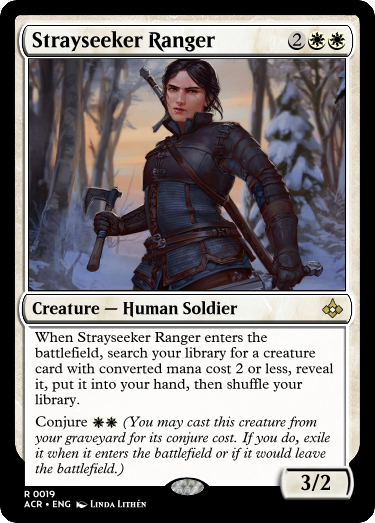 Strayseeker Ranger 2
Creature — Human Soldier
When Strayseeker Ranger enters the
battlefield, search your library for a creature
card with converted mana cost 2 or less, reveal
it, put it into your hand, then shuffle your
library.
Conjure (You may cast this creature from
your graveyard for its conjure cost. If you do, exile
it when it enters the battlefield or if it would leave
the battlefield.)
3/2
R 0019
ACR • ENG LINDA LITHÉN